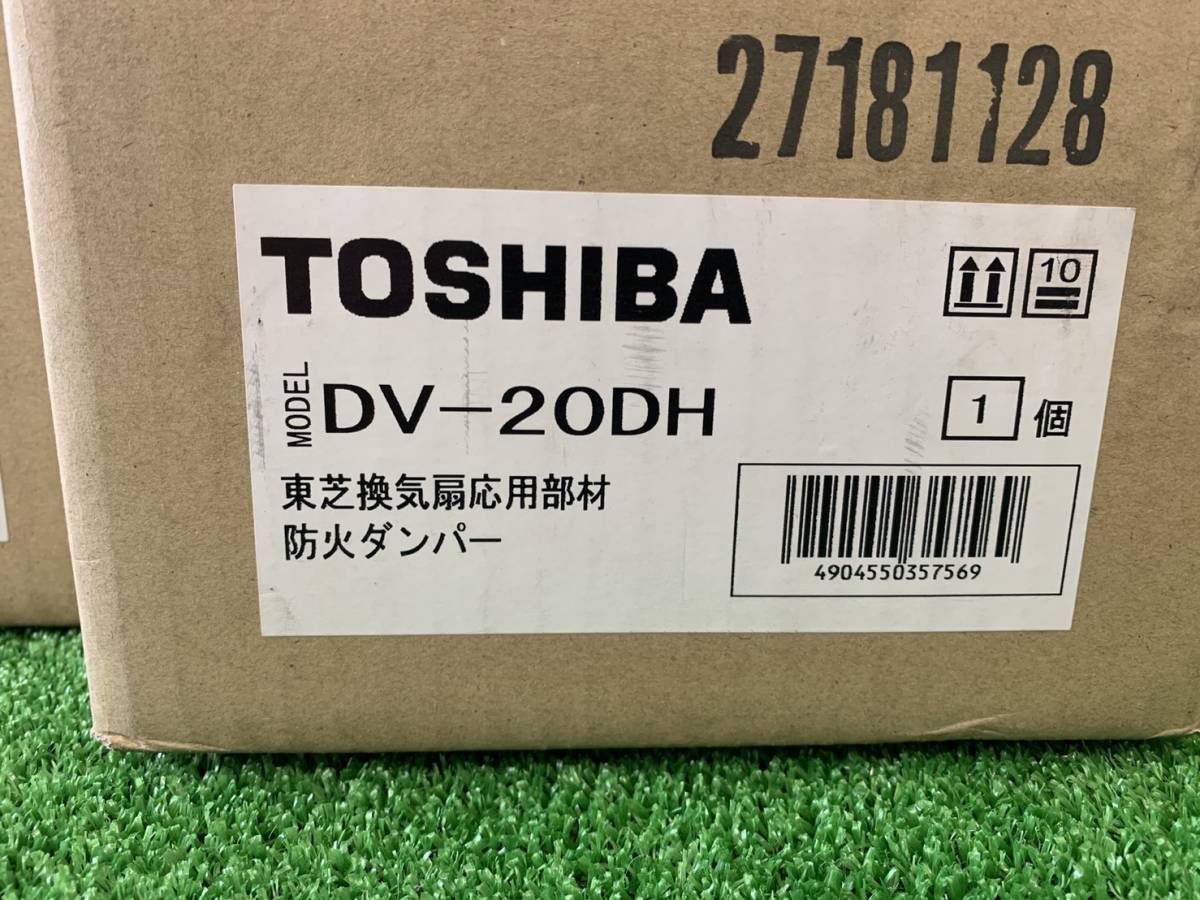 27181128
TOSHIBA
10
MODEL DV-20DH
1 個
東芝換気扇応用部材
防火ダンパー
4904550357569